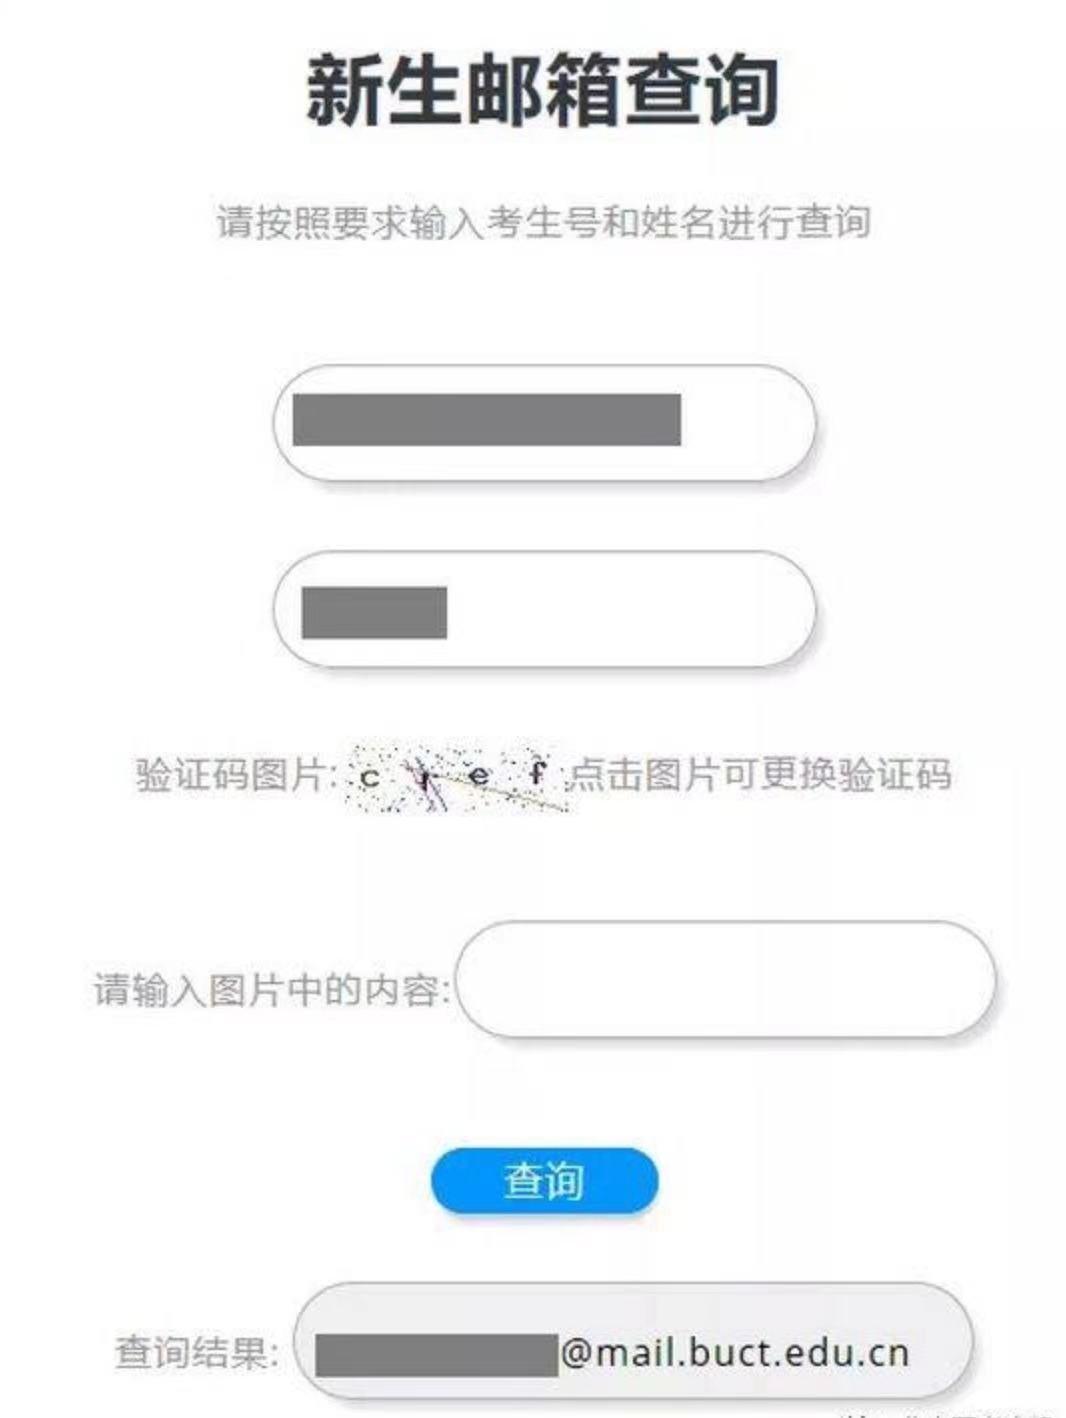 新生邮箱查询
请按照要求输入考生号和姓名进行查询
验证码图片: c r e f 点击图片可更换验证码
请输入图片中的内容:
查询
查询结果: @mail.buct.edu.cn